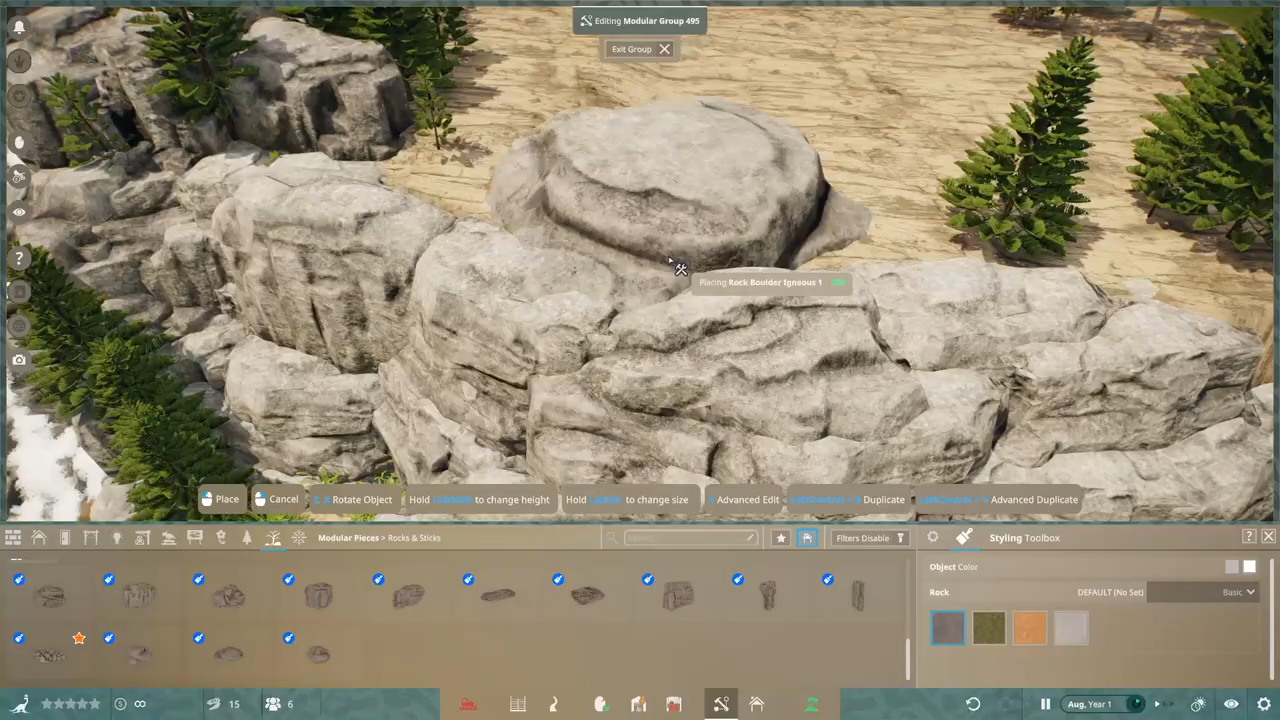 Editing Modular Group 495
Exit Group
Placing Rock Boulder Igneous 1
Place
Cancel
Rotate Object
Hold to change height
Hold to change size
Advanced Edit
Duplicate
Advanced Duplicate
Modular Pieces > Rocks & Sticks
Search...
Filters Disable
Styling Toolbox
?
Object Color
Rock
DEFAULT (No Set)
Basic
?
15
6
Aug, Year 1